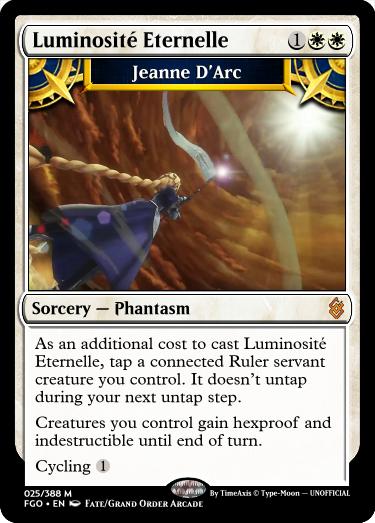 Luminosité Eternelle 1
Jeanne D'Arc
Sorcery — Phantasm
As an additional cost to cast Luminosité
Eternelle, tap a connected Ruler servant
creature you control. It doesn't untap
during your next untap step.
Creatures you control gain hexproof and
indestructible until end of turn.
Cycling 1
025/388 M
FGO • EN Fate/Grand Order Arcade
By TimeAxis © Type-Moon — UNOFFICIAL